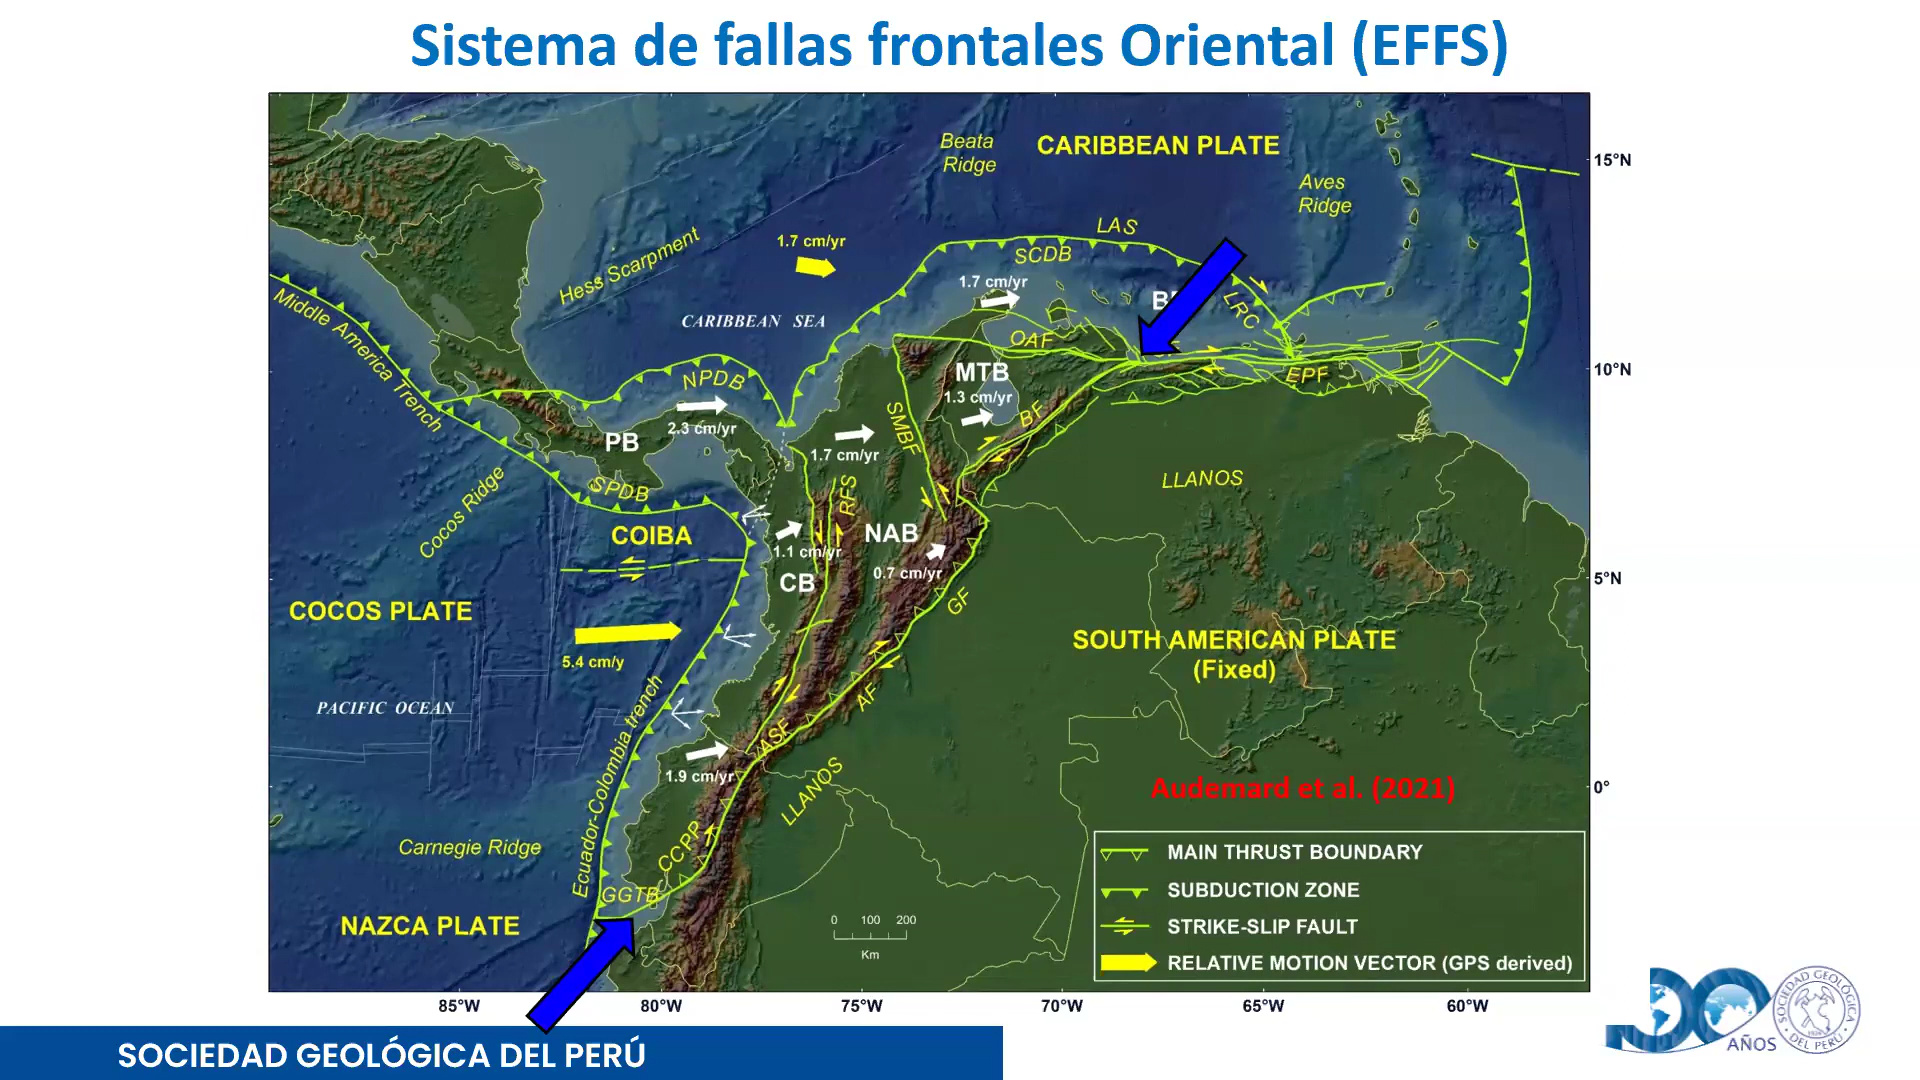 Sistema de fallas frontales Oriental (EFFS)
Beata
Ridge
CARIBBEAN PLATE
15°N
Aves
Ridge
LAS
1.7 cm/yr
SCDB
Hess Scarpment
1.7 cm/yr
LRC
Middle America Trench
CARIBBEAN SEA
OAF
10°N
NPDB
MTB
EPF
1.3 cm/yr
2.3 cm/yr
SMBF
BF
PB
1.7 cm/yr
LLANOS
SPDB
RFS
Cocos Ridge
COIBA
NAB
1.1 cm/yr
0.7 cm/yr
CB
5°N
GF
COCOS PLATE
SOUTH AMERICAN PLATE
(Fixed)
5.4 cm/y
AF
PACIFIC OCEAN
ASF
1.9 cm/yr
Ecuador-Colombia trench
LLANOS
0°
Audemard et al. (2021)
Carnegie Ridge
CCPP
GGTB
NAZCA PLATE
0 100 200
Km
MAIN THRUST BOUNDARY
SUBDUCTION ZONE
STRIKE-SLIP FAULT
RELATIVE MOTION VECTOR (GPS derived)
85°W 80°W 75°W 70°W 65°W 60°W
SOCIEDAD GEOLÓGICA DEL PERÚ
AÑOS
SOCIEDAD GEOLÓGICA
DEL PERÚ